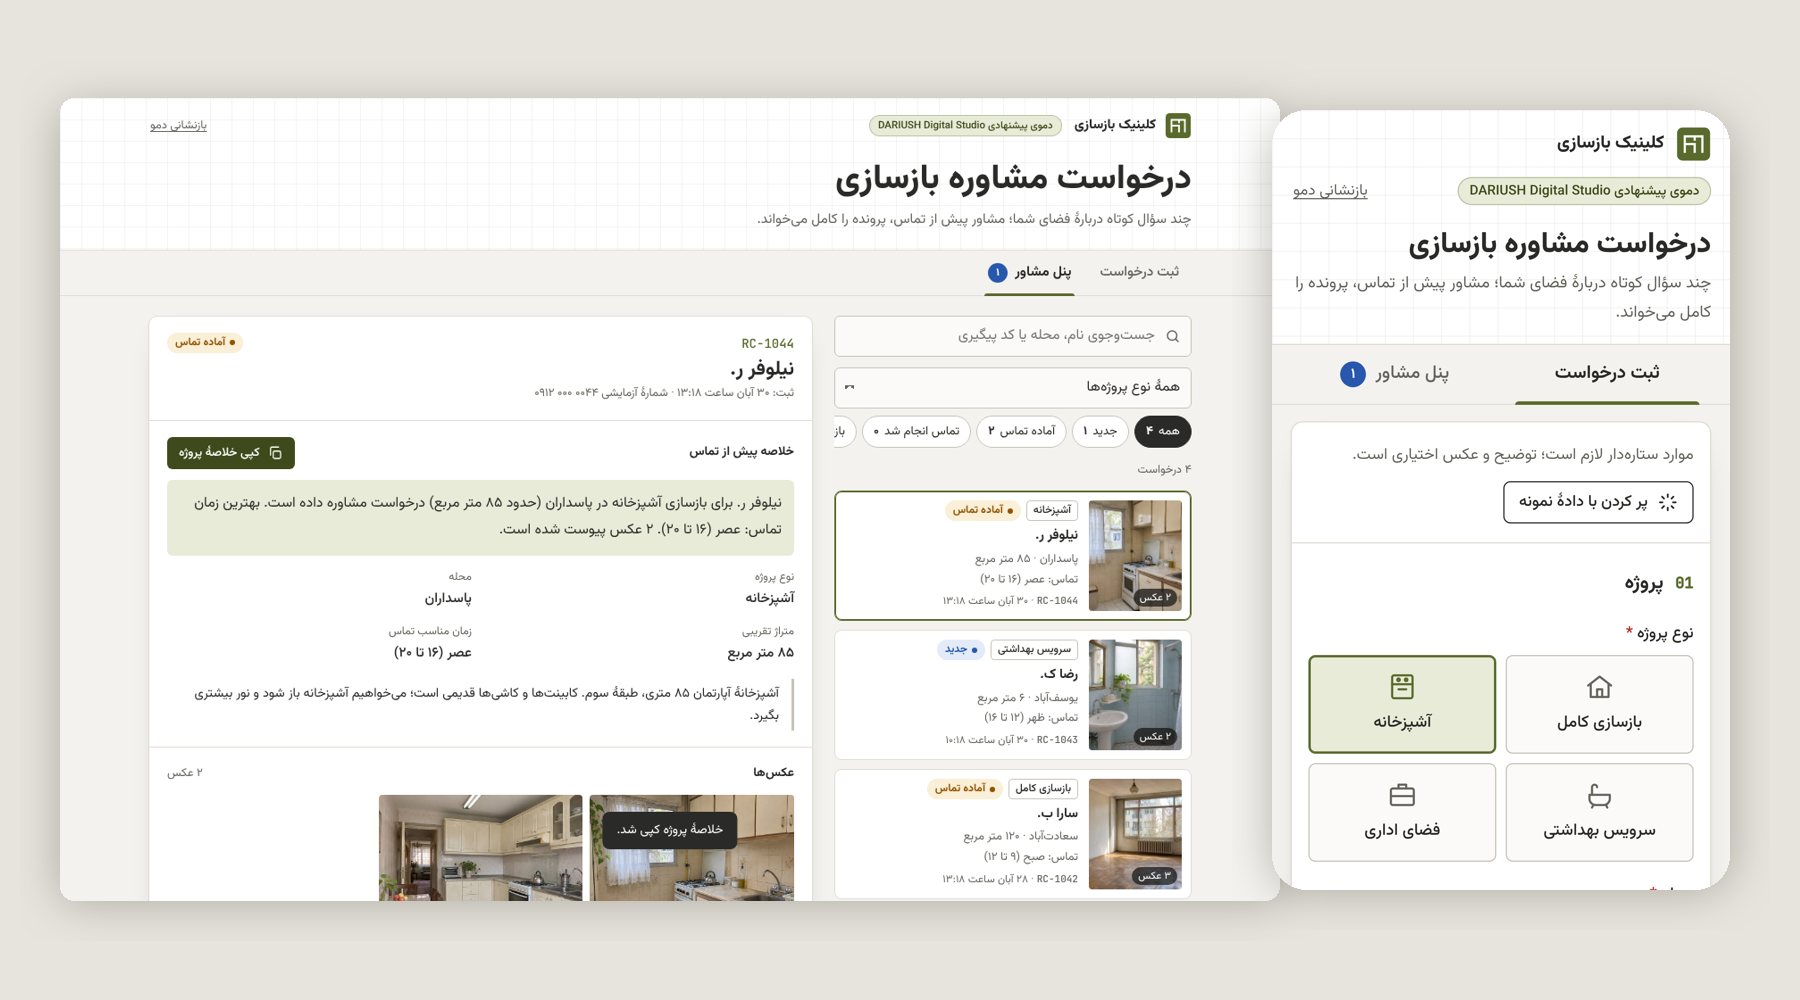 کلینیک بازسازی
دموی پیشنهادی DARIUSH Digital Studio
بازنشانی دمو
درخواست مشاوره بازسازی
چند سؤال کوتاه دربارهٔ فضای شما؛ مشاور پیش از تماس، پرونده را کامل می‌خواند.
ثبت درخواست
پنل مشاور ۱
جست‌وجوی نام، محله یا کد پیگیری
همهٔ نوع پروژه‌ها
همه ۴
جدید ۱
آماده تماس ۲
تماس انجام شد ۰
باز
۴ درخواست
آشپزخانه
آماده تماس
نیلوفر ر.
پاسداران · ۸۵ متر مربع
تماس: عصر (۱۶ تا ۲۰)
RC-1044 · ۳۰ آبان ساعت ۱۳:۱۸
۲ عکس
سرویس بهداشتی
جدید
رضا ک.
یوسف‌آباد · ۶ متر مربع
تماس: ظهر (۱۲ تا ۱۶)
RC-1043 · ۳۰ آبان ساعت ۱۰:۱۸
۲ عکس
بازسازی کامل
آماده تماس
سارا ب.
سعادت‌آباد · ۱۲۰ متر مربع
تماس: صبح (۹ تا ۱۲)
RC-1042 · ۲۸ آبان ساعت ۱۳:۱۸
۳ عکس
RC-1044
آماده تماس
نیلوفر ر.
ثبت: ۳۰ آبان ساعت ۱۳:۱۸ · شمارهٔ آزمایشی ۰۹۱۲ ۰۰۰ ۰۰۴۴
خلاصه پیش از تماس
کپی خلاصهٔ پروژه
نیلوفر ر. برای بازسازی آشپزخانه در پاسداران (حدود ۸۵ متر مربع) درخواست مشاوره داده است. بهترین زمان
تماس: عصر (۱۶ تا ۲۰). ۲ عکس پیوست شده است.
نوع پروژه
آشپزخانه
محله
پاسداران
متراژ تقریبی
۸۵ متر مربع
زمان مناسب تماس
عصر (۱۶ تا ۲۰)
آشپزخانهٔ آپارتمان ۸۵ متری، طبقهٔ سوم. کابینت‌ها و کاشی‌ها قدیمی است؛ می‌خواهیم آشپزخانه باز شود و نور بیشتری
بگیرد.
عکس‌ها
۲ عکس
خلاصهٔ پروژه کپی شد.
کلینیک بازسازی
دموی پیشنهادی DARIUSH Digital Studio
بازنشانی دمو
درخواست مشاوره بازسازی
چند سؤال کوتاه دربارهٔ فضای شما؛ مشاور پیش از تماس، پرونده را
کامل می‌خواند.
ثبت درخواست
پنل مشاور ۱
موارد ستاره‌دار لازم است؛ توضیح و عکس اختیاری است.
پر کردن با دادهٔ نمونه
01 پروژه
نوع پروژه *
بازسازی کامل
آشپزخانه
سرویس بهداشتی
فضای اداری